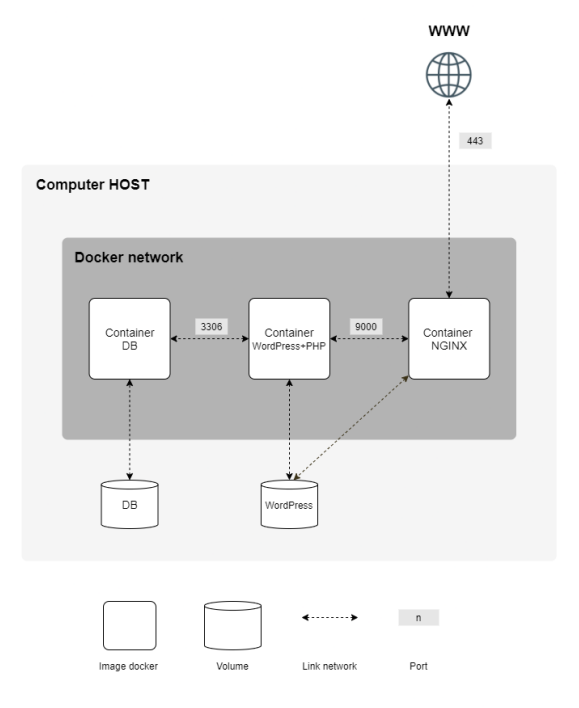 WWW
443
Computer HOST
Docker network
Container
DB
3306
Container
WordPress+PHP
9000
Container
NGINX
DB
WordPress
n
Image docker
Volume
Link network
Port